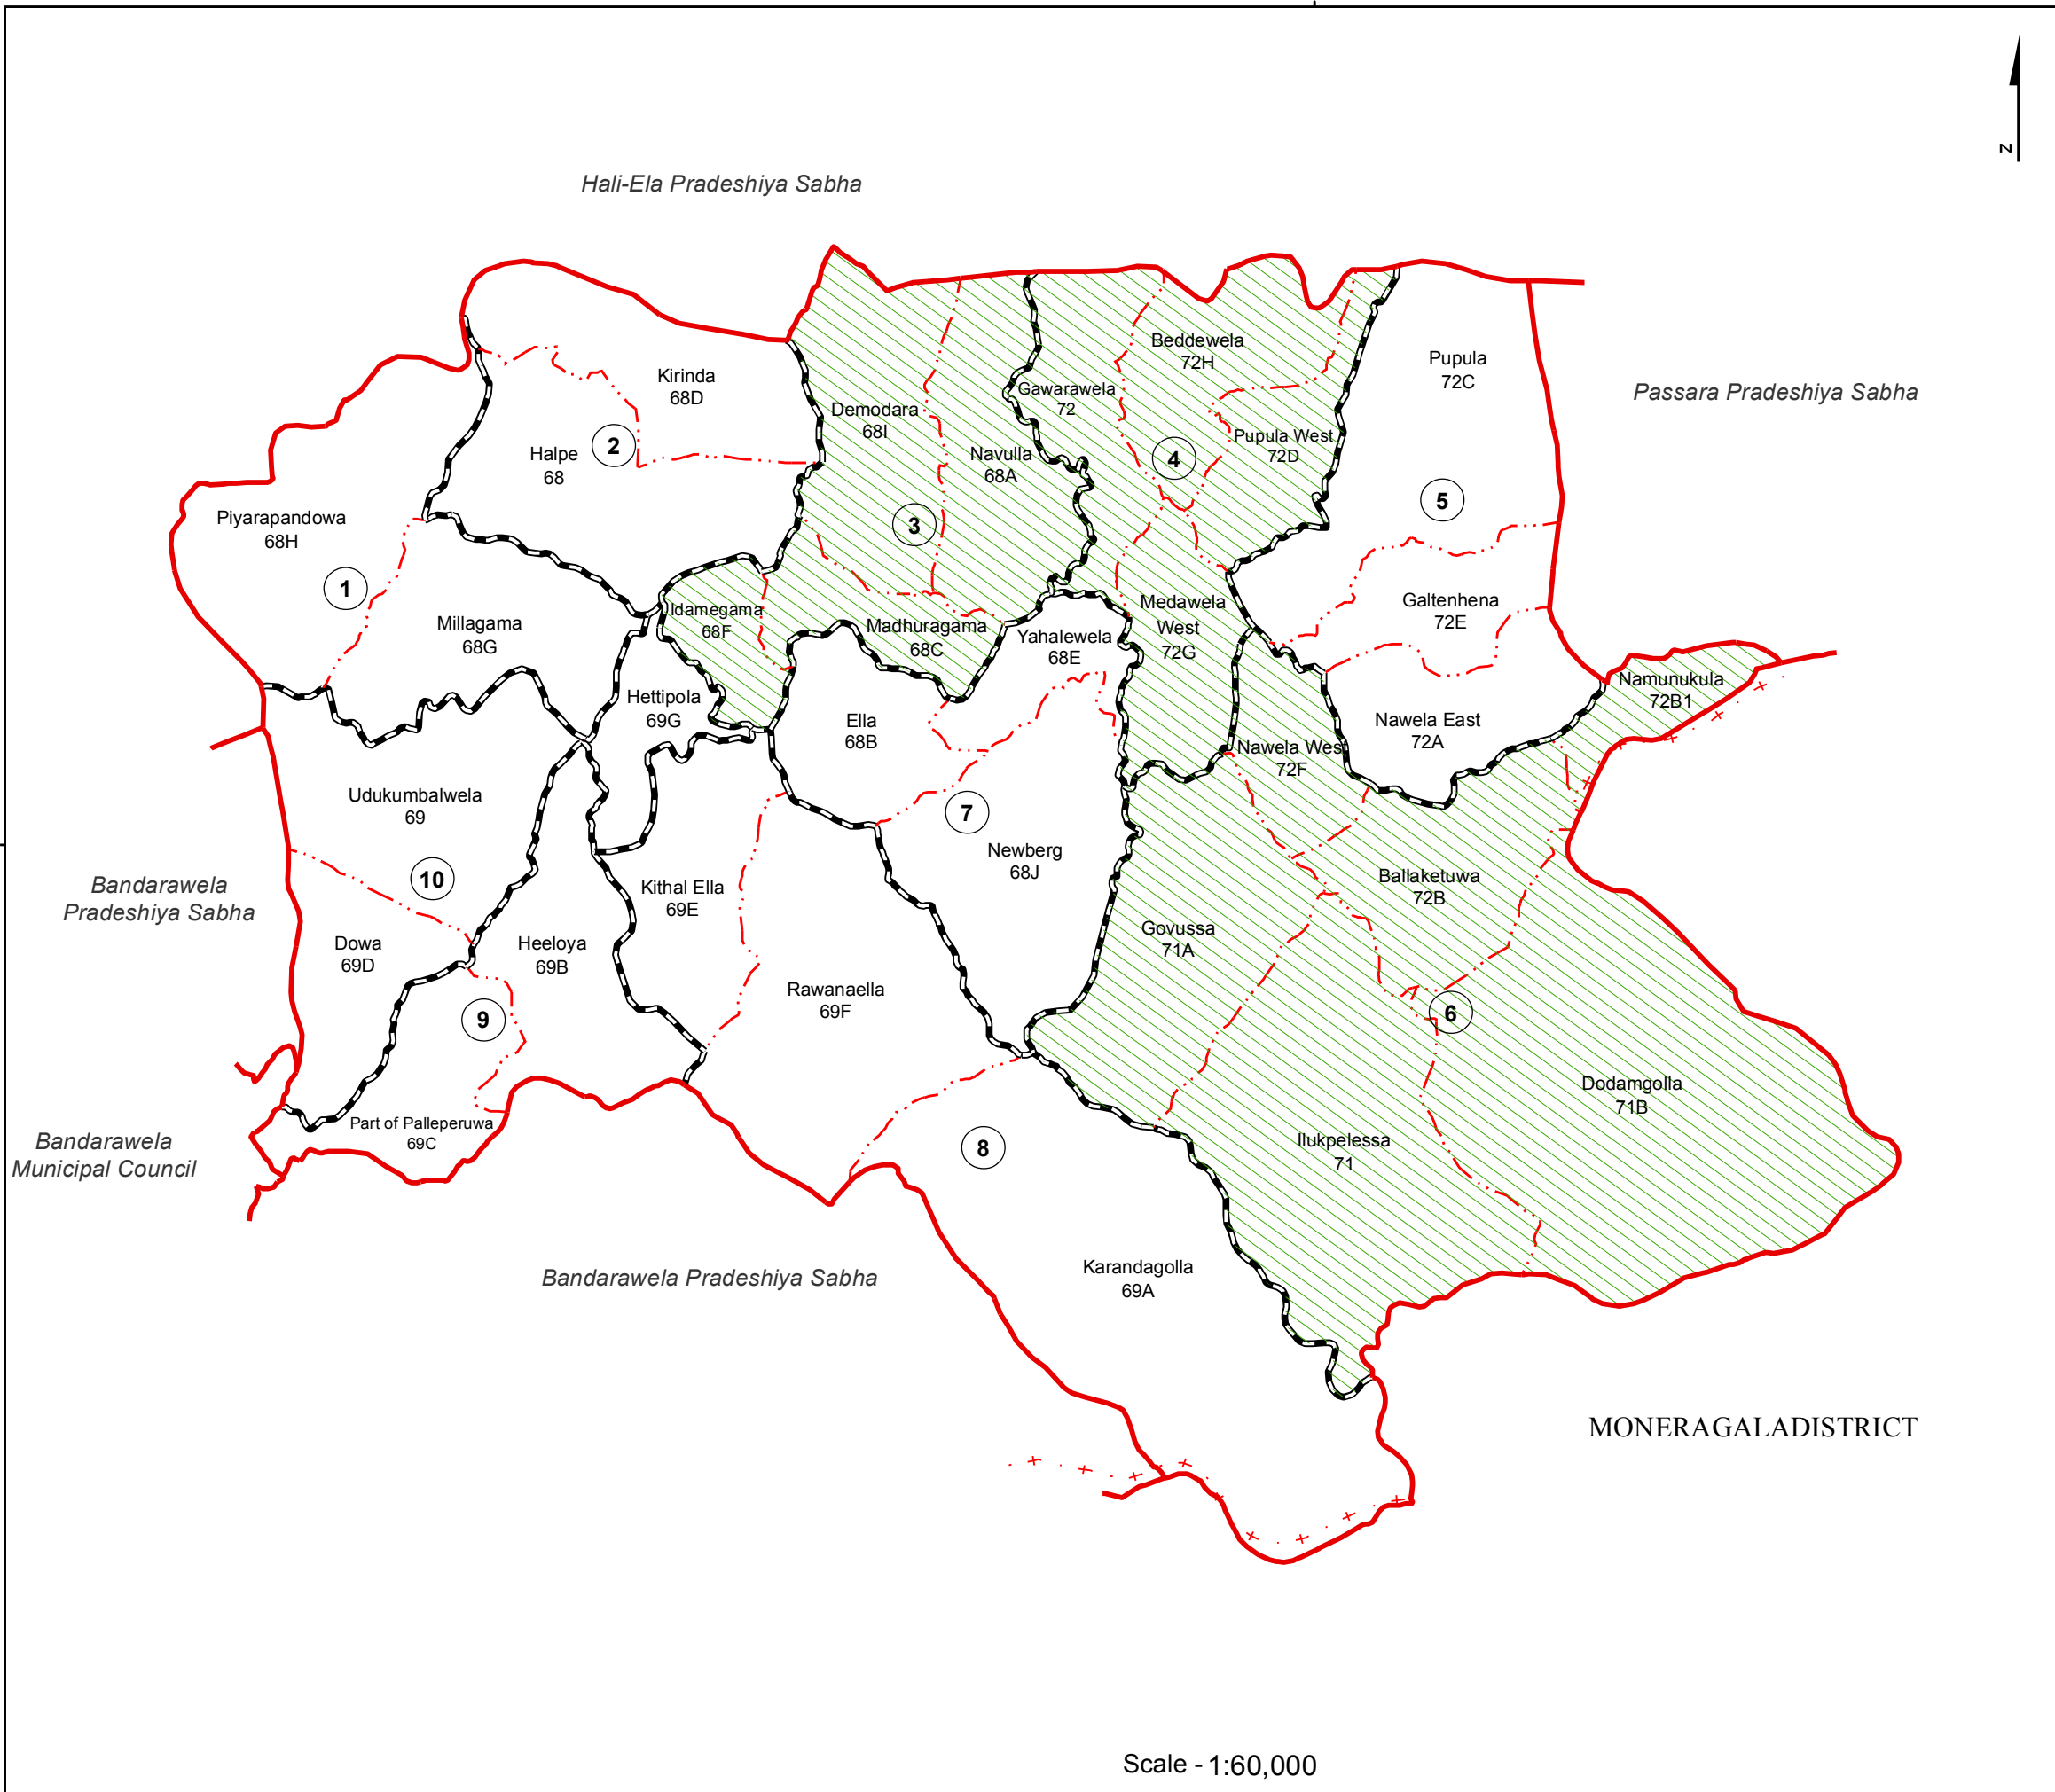 N
Hali-Ela Pradeshiya Sabha
Passara Pradeshiya Sabha
Kirinda
68D
Halpe
68
2
Demodara
68I
Navulla
68A
3
Gawarawela
72
Beddewela
72H
Pupula West
72D
4
Pupula
72C
5
Piyarapandowa
68H
1
Millagama
68G
Idamegama
68F
Madhuragama
68C
Yahalewela
68E
Medawela
West
72G
Galtenhena
72E
Nawela East
72A
Namunukula
72B1
Hettipola
69G
Ella
68B
Nawela West
72F
Udukumbalwela
69
10
7
Newberg
68J
Kithal Ella
69E
Ballaketuwa
72B
Bandarawela
Pradeshiya Sabha
Dowa
69D
Heeloya
69B
9
Govussa
71A
Rawanaella
69F
6
Dodamgolla
71B
Part of Palleperuwa
69C
Bandarawela
Municipal Council
8
Ilukpelessa
71
Bandarawela Pradeshiya Sabha
Karandagolla
69A
MONERAGALADISTRICT
Scale - 1:60,000